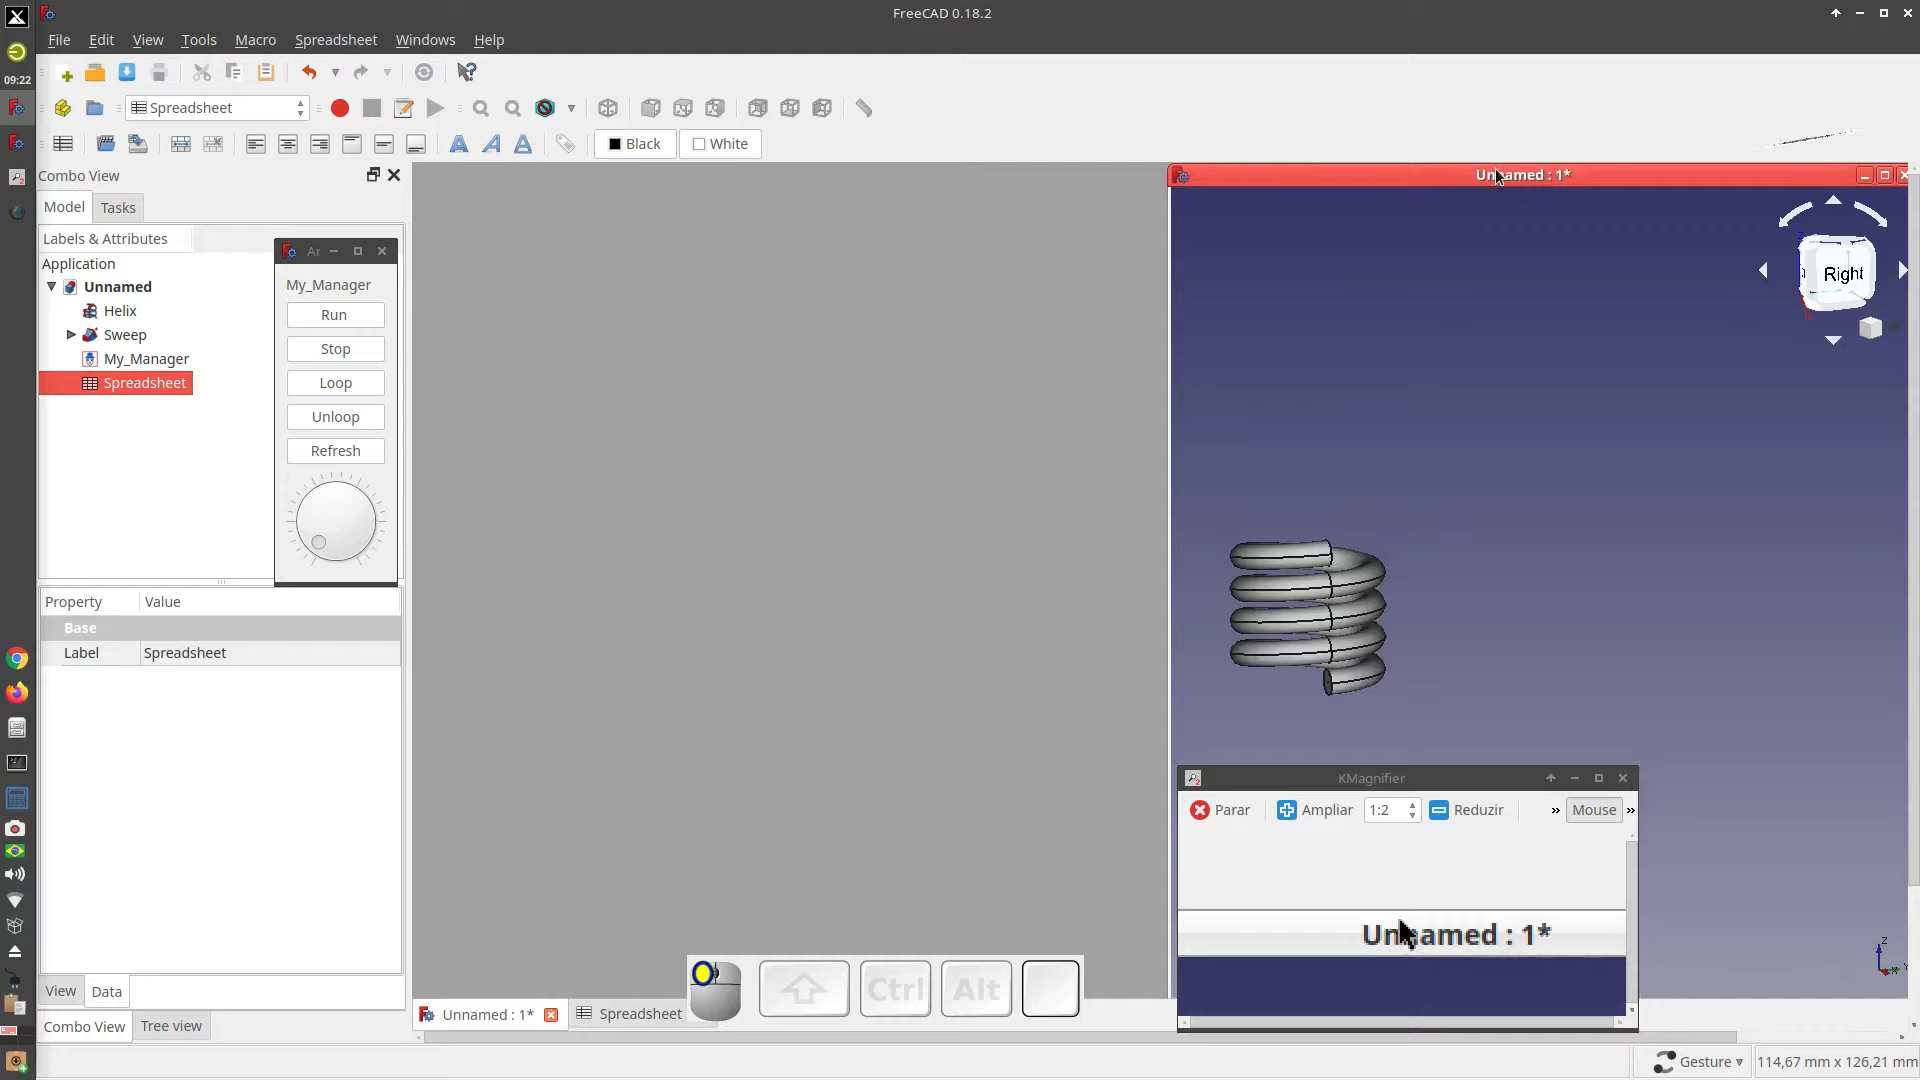 FreeCAD 0.18.2
File Edit View Tools Macro Spreadsheet Windows Help
09:22
Spreadsheet
Black White
Combo View
Model Tasks
Labels & Attributes
Application
Unnamed
Helix
Sweep
My_Manager
Spreadsheet
Ar
My_Manager
Run
Stop
Loop
Unloop
Refresh
Property Value
Base
Label Spreadsheet
View Data
Combo View Tree view
Unnamed : 1*
Right
Z
KMagnifier
Parar Ampliar 1:2 Reduzir » Mouse »
Unnamed : 1*
Ctrl Alt
Unnamed : 1* Spreadsheet
Gesture 114,67 mm x 126,21 mm